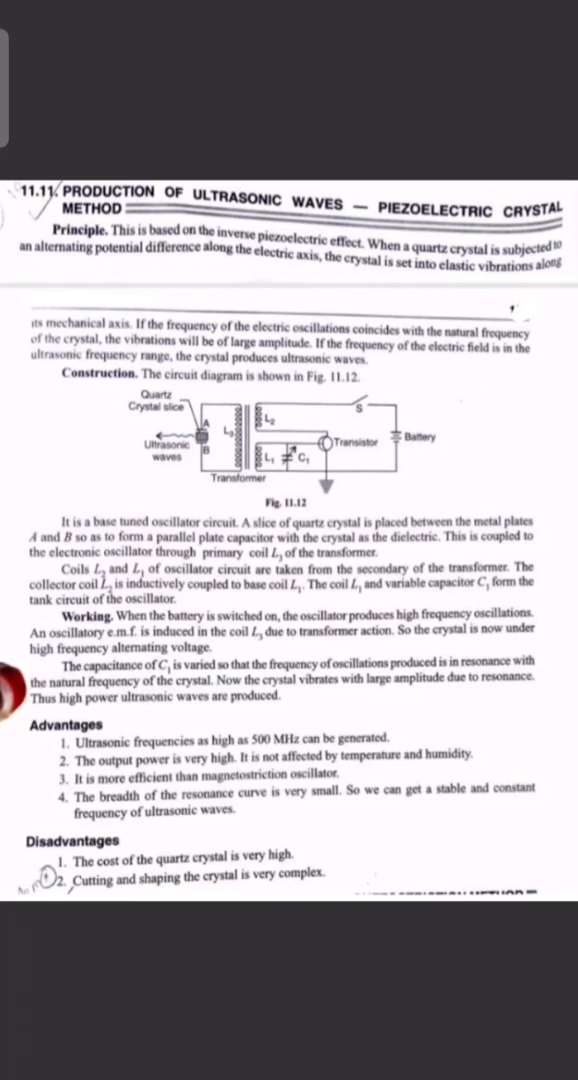 11.11. PRODUCTION OF ULTRASONIC WAVES — PIEZOELECTRIC CRYSTAL
METHOD
Principle. This is based on the inverse piezoelectric effect. When a quartz crystal is subjected to
an alternating potential difference along the electric axis, the crystal is set into elastic vibrations along
its mechanical axis. If the frequency of the electric oscillations coincides with the natural frequency
of the crystal, the vibrations will be of large amplitude. If the frequency of the electric field is in the
ultrasonic frequency range, the crystal produces ultrasonic waves.
Construction. The circuit diagram is shown in Fig. 11.12.
Quartz
Crystal slice
S
A
L₃
L₂
Ultrasonic
waves
B
L₁
C₁
Transistor
Battery
Transformer
Fig. 11.12
It is a base tuned oscillator circuit. A slice of quartz crystal is placed between the metal plates
A and B so as to form a parallel plate capacitor with the crystal as the dielectric. This is coupled to
the electronic oscillator through primary coil L₃ of the transformer.
Coils L₂ and L₁ of oscillator circuit are taken from the secondary of the transformer. The
collector coil L₂ is inductively coupled to base coil L₁. The coil L₁ and variable capacitor C₁ form the
tank circuit of the oscillator.
Working. When the battery is switched on, the oscillator produces high frequency oscillations.
An oscillatory e.m.f. is induced in the coil L₃ due to transformer action. So the crystal is now under
high frequency alternating voltage.
The capacitance of C₁ is varied so that the frequency of oscillations produced is in resonance with
the natural frequency of the crystal. Now the crystal vibrates with large amplitude due to resonance.
Thus high power ultrasonic waves are produced.
Advantages
1. Ultrasonic frequencies as high as 500 MHz can be generated.
2. The output power is very high. It is not affected by temperature and humidity.
3. It is more efficient than magnetostriction oscillator.
4. The breadth of the resonance curve is very small. So we can get a stable and constant
frequency of ultrasonic waves.
Disadvantages
1. The cost of the quartz crystal is very high.
2. Cutting and shaping the crystal is very complex.